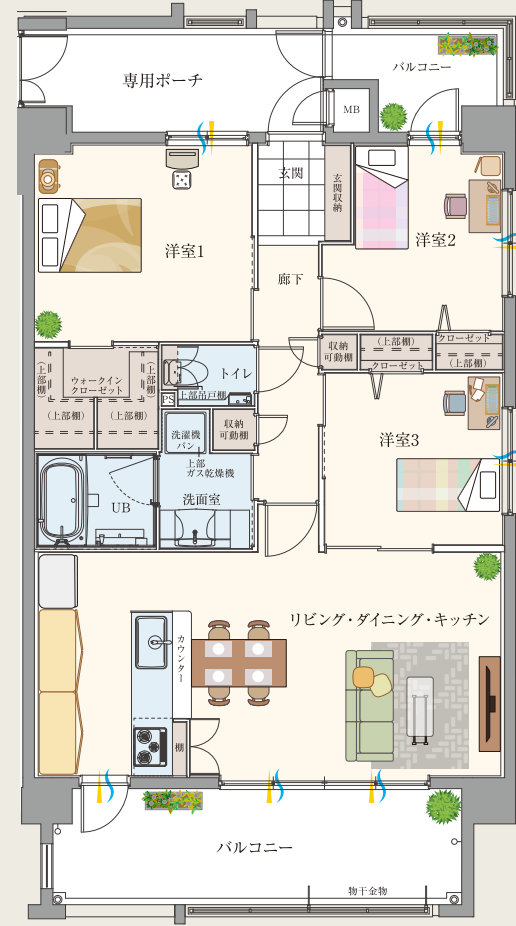 専用ポーチ
バルコニー
MB
玄関
玄関収納
洋室1
洋室2
廊下
収納
可動棚
(上部棚)
クローゼット
クローゼット
(上部棚)
(上部棚)
ウォークイン
クローゼット
(上部棚)
(上部棚)
(上部棚)
トイレ
PS
上部吊戸棚
洗濯機
パン
収納
可動棚
上部
ガス乾燥機
洗面室
UB
洋室3
リビング・ダイニング・キッチン
カウンター
棚
バルコニー
物干金物